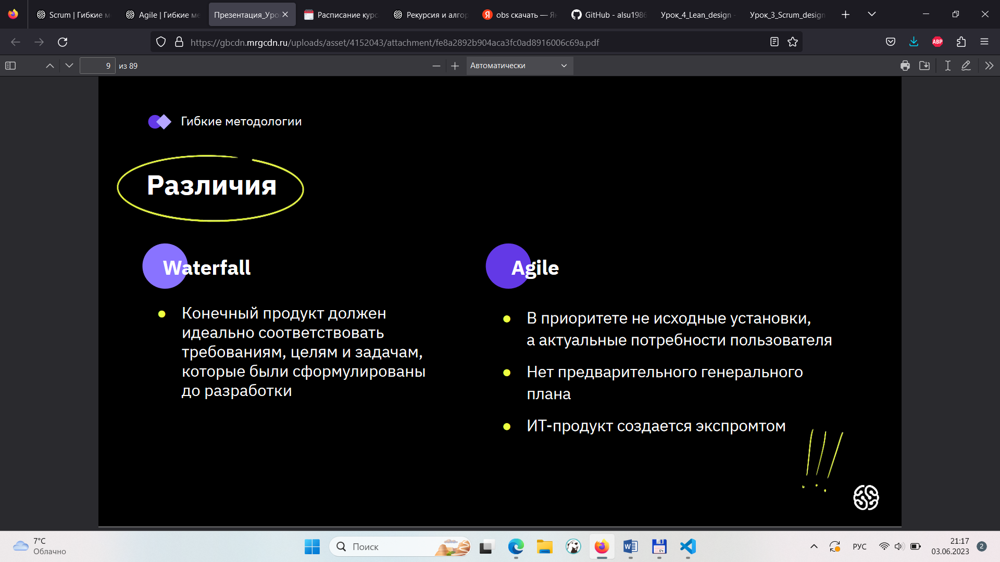 Scrum | Гибкие м
Agile | Гибкие ме
Презентация_Уро
Расписание курс
Рекурсия и алгор
obs скачать — Ян
GitHub - alsu1986
Урок_4_Lean_design
Урок_3_Scrum_design
https://gbcdn.mrgcdn.ru/uploads/asset/4152043/attachment/fe8a2892b904aca3fc0ad8916006c69a.pdf
ABP
9 из 89
Автоматически
Гибкие методологии
Различия
Waterfall
Конечный продукт должен
идеально соответствовать
требованиям, целям и задачам,
которые были сформулированы
до разработки
Agile
В приоритете не исходные установки,
а актуальные потребности пользователя
Нет предварительного генерального
плана
ИТ-продукт создается экспромтом
!!!
7°C
Облачно
Поиск
64
РУС
21:17
03.06.2023
2